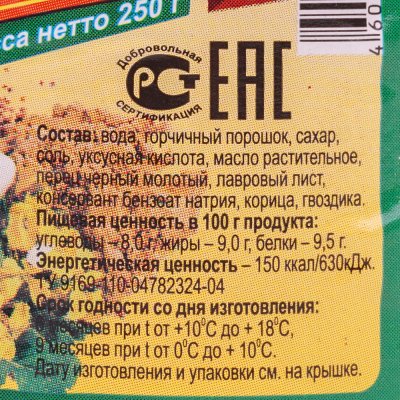 сса нетто 250 г
460
Добровольная
РСТ
сертификация
ЕАС
Состав: вода, горчичный порошок, сахар,
соль, уксусная кислота, масло растительное,
перец черный молотый, лавровый лист,
консервант бензоат натрия, корица, гвоздика.
Пищевая ценность в 100 г продукта:
углеводы – 8,0 г. жиры – 9,0 г, белки – 9,5 г.
Энергетическая ценность – 150 ккал/630кДж.
ТУ 9169-110-04782324-04
Срок годности со дня изготовления:
месяцев при t от +10°C до + 18°C,
9 месяцев при t от 0°C до + 10°C.
Дату изготовления и упаковки см. на крышке.